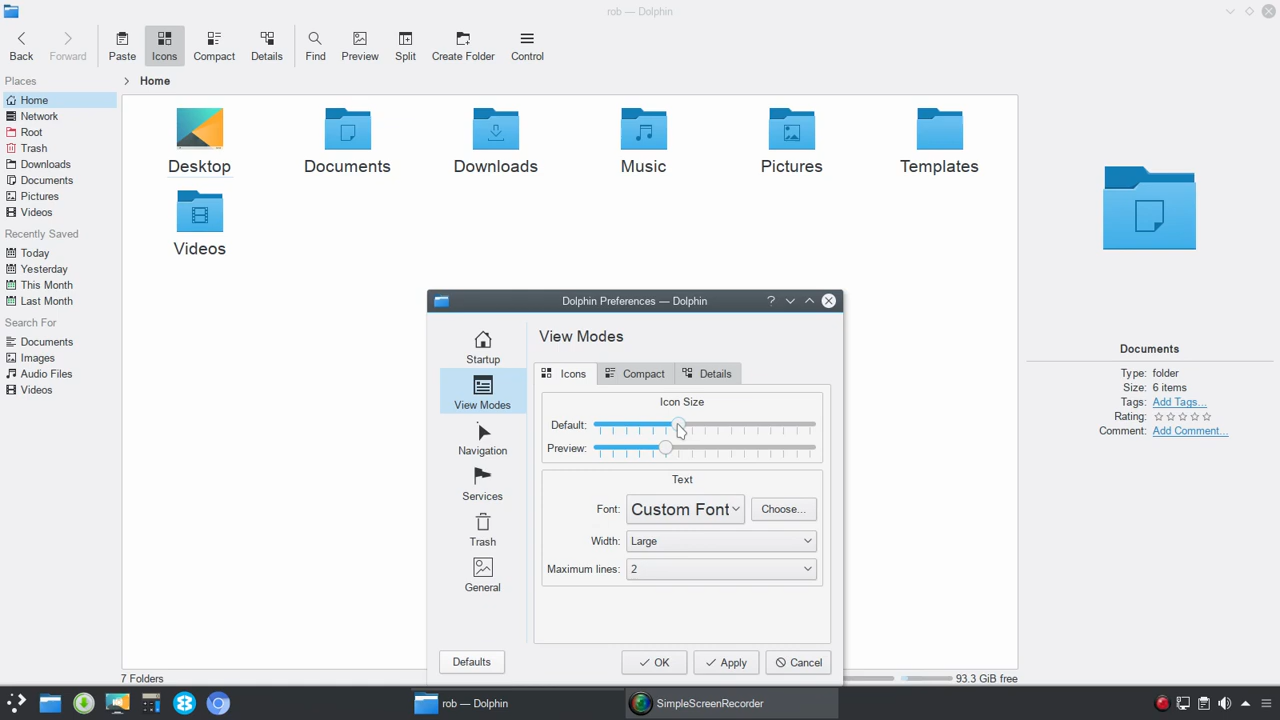 rob — Dolphin
Back Forward Paste Icons Compact Details Find Preview Split Create Folder Control
Places
Home
Network
Root
Trash
Downloads
Documents
Pictures
Videos
Recently Saved
Today
Yesterday
This Month
Last Month
Search For
Documents
Images
Audio Files
Videos
> Home
Desktop Documents Downloads Music Pictures Templates
Videos
7 Folders
93.3 GiB free
Documents
Type: folder
Size: 6 items
Tags: Add Tags...
Rating:
Comment: Add Comment...
Dolphin Preferences — Dolphin ?
Startup
View Modes
Navigation
Services
Trash
General
View Modes
Icons Compact Details
Icon Size
Default:
Preview:
Text
Font: Custom Font Choose...
Width: Large
Maximum lines: 2
Defaults OK Apply Cancel
rob — Dolphin SimpleScreenRecorder